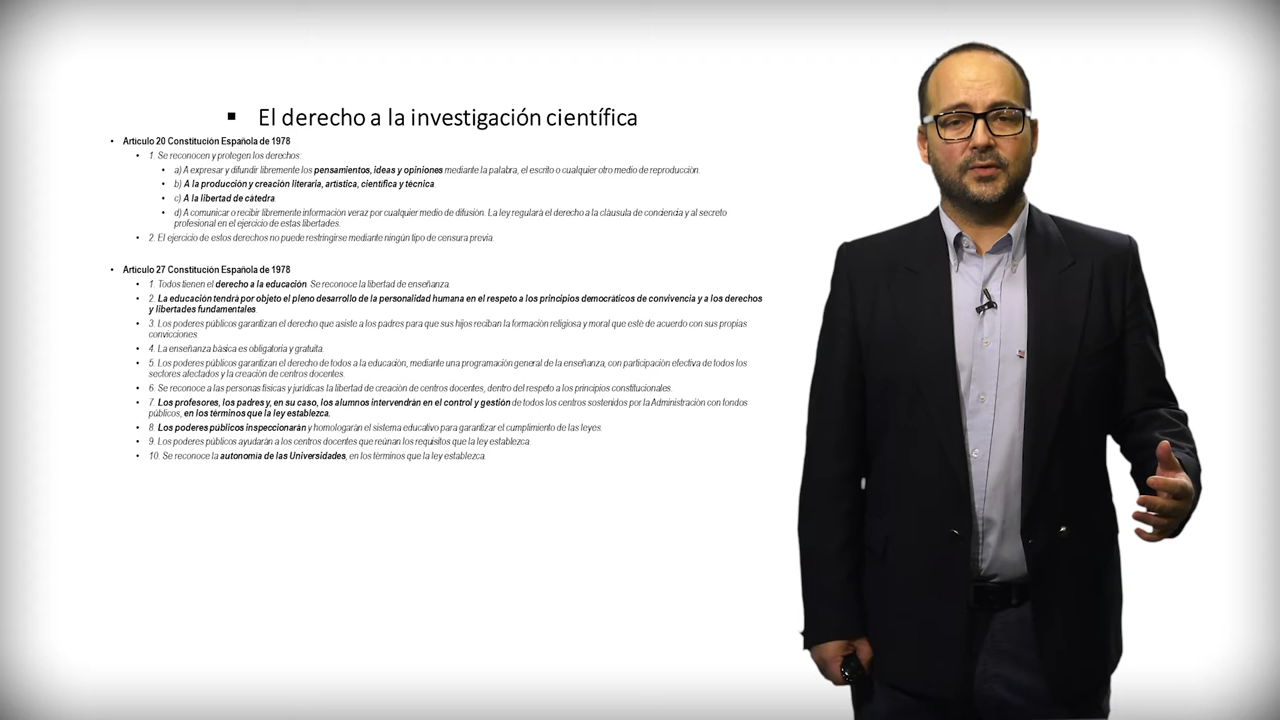 ▪ El derecho a la investigación científica
• Artículo 20 Constitución Española de 1978
• 1. Se reconocen y protegen los derechos:
• a) A expresar y difundir libremente los pensamientos, ideas y opiniones mediante la palabra, el escrito o cualquier otro medio de reproducción.
• b) A la producción y creación literaria, artística, científica y técnica.
• c) A la libertad de cátedra.
• d) A comunicar o recibir libremente información veraz por cualquier medio de difusión. La ley regulará el derecho a la cláusula de conciencia y al secreto
profesional en el ejercicio de estas libertades.
• 2. El ejercicio de estos derechos no puede restringirse mediante ningún tipo de censura previa.
• Artículo 27 Constitución Española de 1978
• 1. Todos tienen el derecho a la educación. Se reconoce la libertad de enseñanza.
• 2. La educación tendrá por objeto el pleno desarrollo de la personalidad humana en el respeto a los principios democráticos de convivencia y a los derechos
y libertades fundamentales.
• 3. Los poderes públicos garantizan el derecho que asiste a los padres para que sus hijos reciban la formación religiosa y moral que esté de acuerdo con sus propias
convicciones.
• 4. La enseñanza básica es obligatoria y gratuita.
• 5. Los poderes públicos garantizan el derecho de todos a la educación, mediante una programación general de la enseñanza, con participación efectiva de todos los
sectores afectados y la creación de centros docentes.
• 6. Se reconoce a las personas físicas y jurídicas la libertad de creación de centros docentes, dentro del respeto a los principios constitucionales.
• 7. Los profesores, los padres y, en su caso, los alumnos intervendrán en el control y gestión de todos los centros sostenidos por la Administración con fondos
públicos, en los términos que la ley establezca.
• 8. Los poderes públicos inspeccionarán y homologarán el sistema educativo para garantizar el cumplimiento de las leyes.
• 9. Los poderes públicos ayudarán a los centros docentes que reúnan los requisitos que la ley establezca.
• 10. Se reconoce la autonomía de las Universidades, en los términos que la ley establezca.